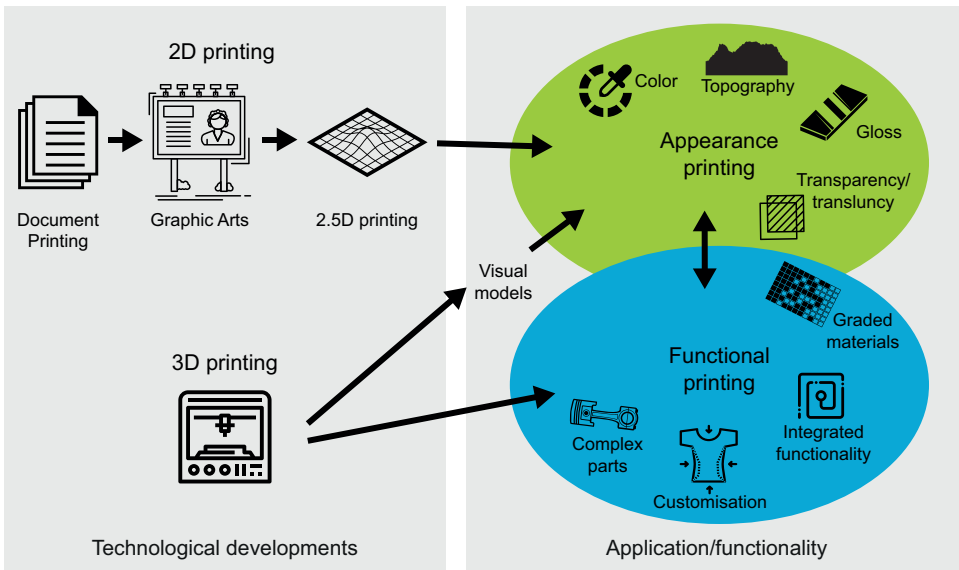 2D printing
Document
Printing
Graphic Arts
2.5D printing
3D printing
Visual
models
Technological developments
Color
Topography
Gloss
Appearance
printing
Transparency/
transluncy
Graded
materials
Functional
printing
Complex
parts
Customisation
Integrated
functionality
Application/functionality